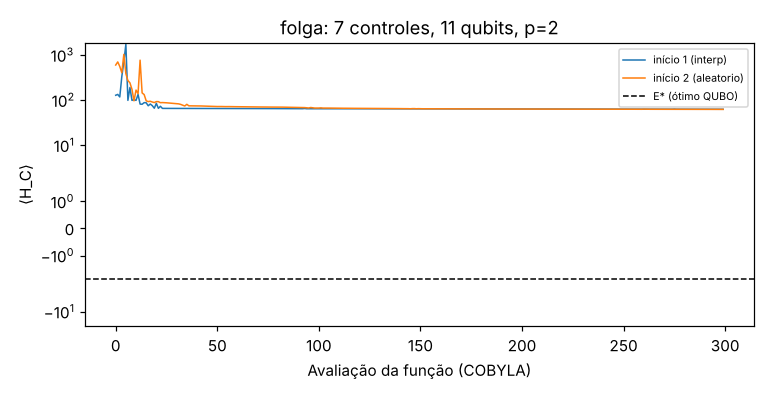 folga: 7 controles, 11 qubits, p=2
início 1 (interp)
início 2 (aleatorio)
E* (ótimo QUBO)
10³
10²
10¹
10⁰
0
−10⁰
−10¹
⟨H_C⟩
0 50 100 150 200 250 300
Avaliação da função (COBYLA)